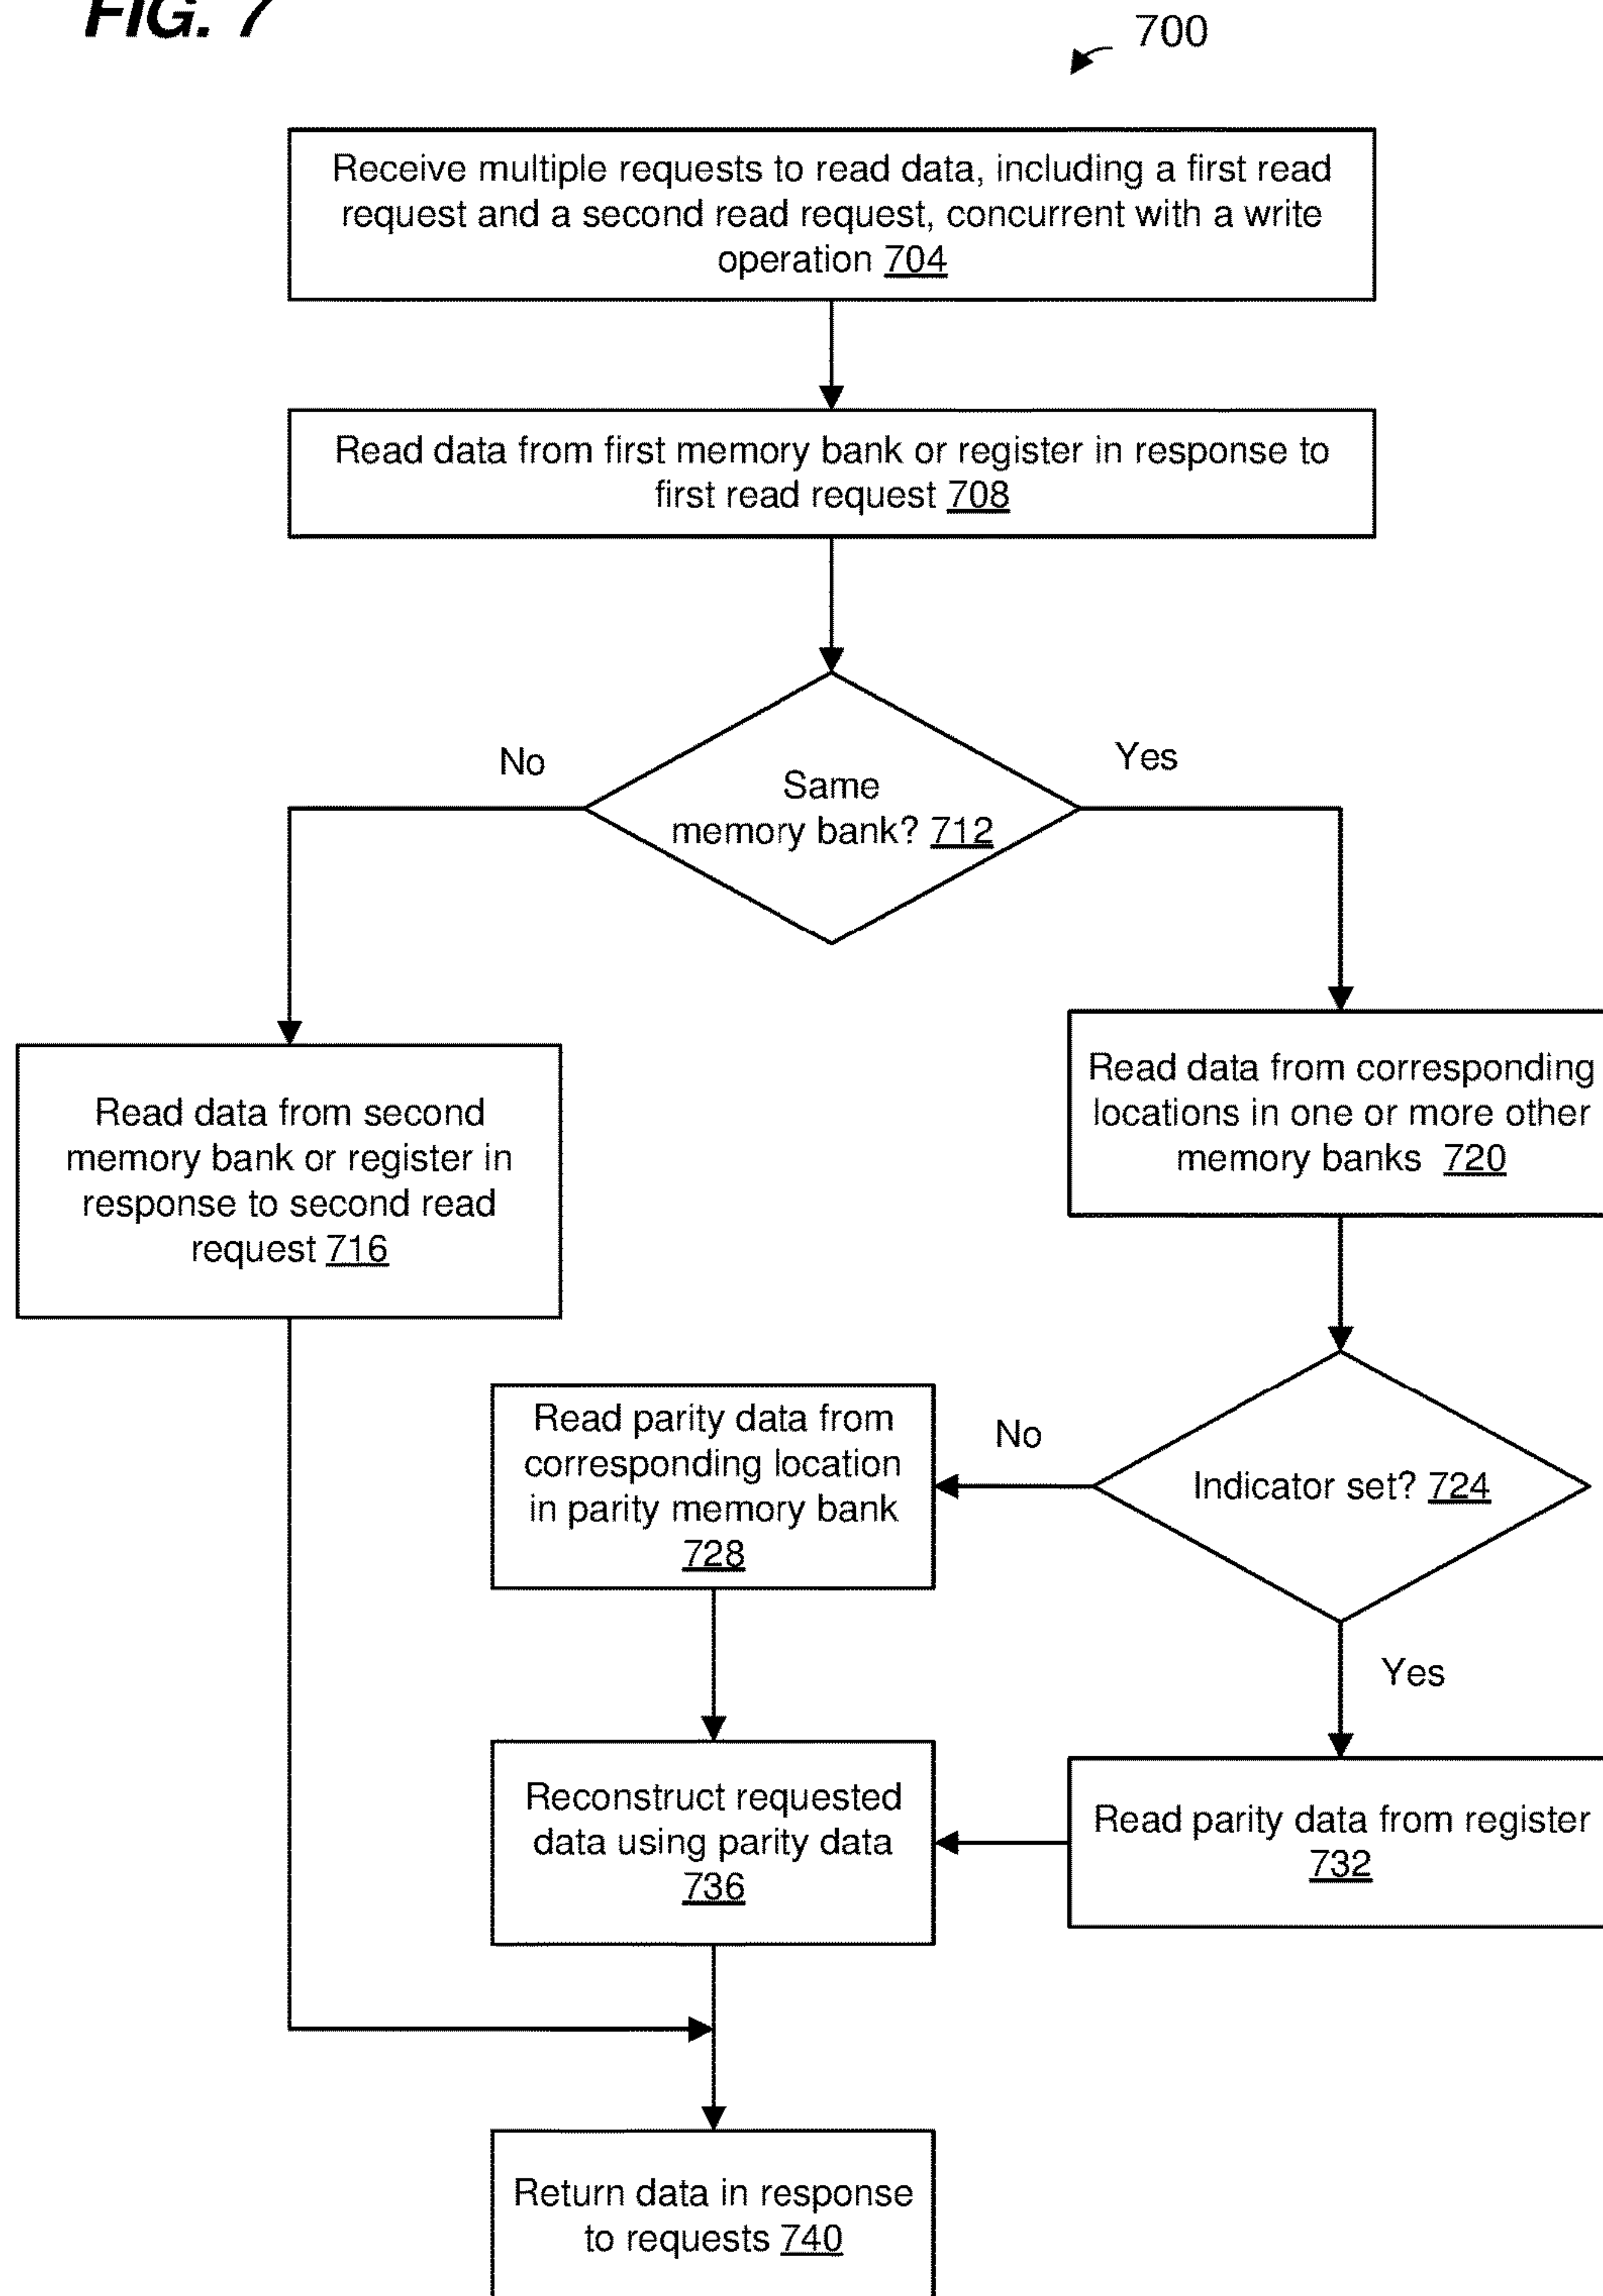 FIG. 7
700
Receive multiple requests to read data, including a first read
request and a second read request, concurrent with a write
operation 704
Read data from first memory bank or register in response to
first read request 708
No
Yes
Same
memory bank? 712
Read data from corresponding
locations in one or more other
memory banks 720
Read data from second
memory bank or register in
response to second read
request 716
Read parity data from
corresponding location
in parity memory bank
728
No
Indicator set? 724
Yes
Reconstruct requested
data using parity data
736
Read parity data from register
732
Return data in response
to requests 740